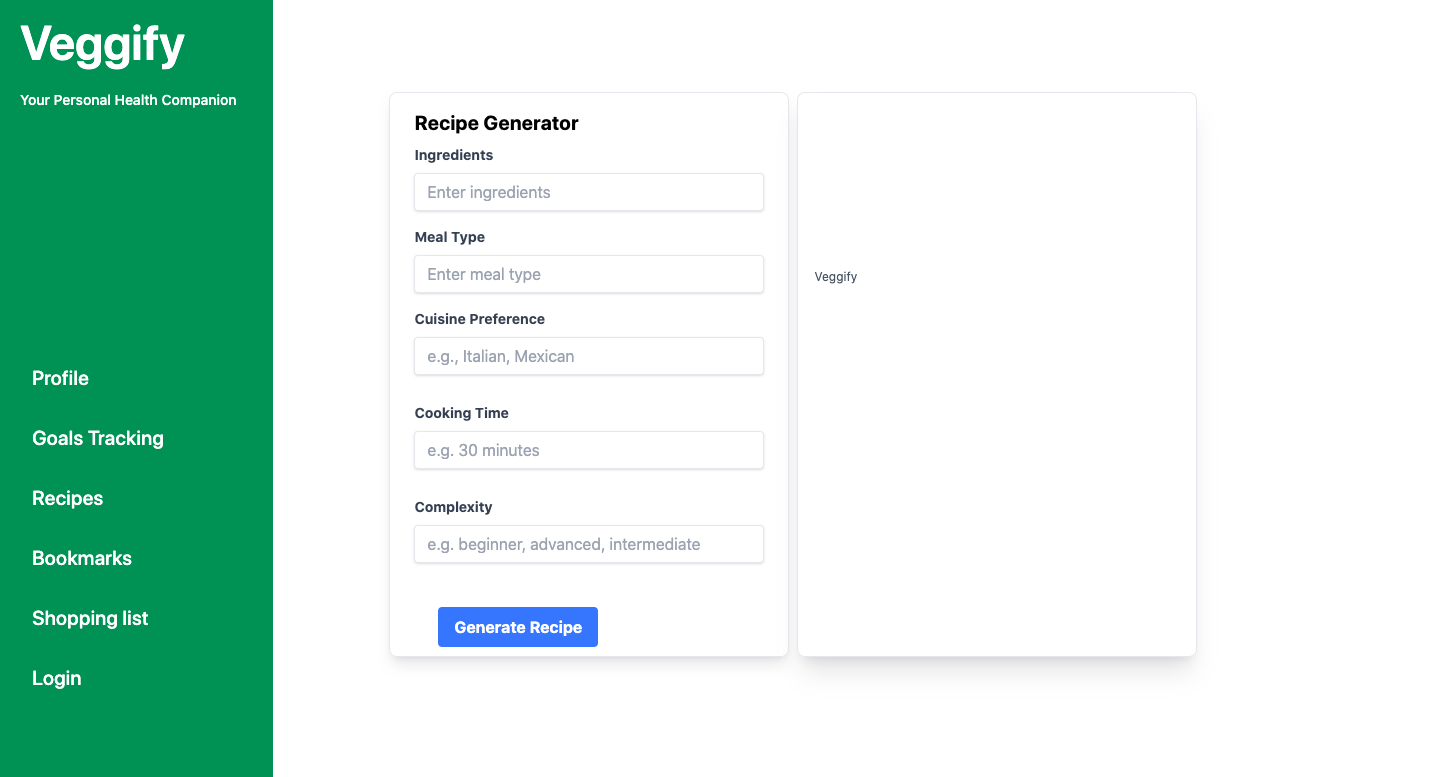 Veggify
Your Personal Health Companion
Profile
Goals Tracking
Recipes
Bookmarks
Shopping list
Login
Recipe Generator
Ingredients
Enter ingredients
Meal Type
Enter meal type
Cuisine Preference
e.g., Italian, Mexican
Cooking Time
e.g. 30 minutes
Complexity
e.g. beginner, advanced, intermediate
Generate Recipe
Veggify